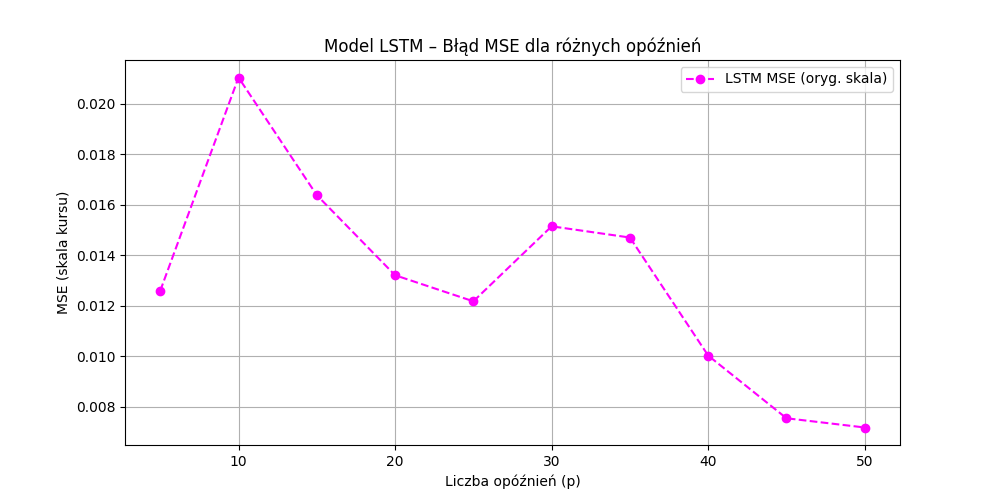 Model LSTM – Błąd MSE dla różnych opóźnień
LSTM MSE (oryg. skala)
MSE (skala kursu)
0.020
0.018
0.016
0.014
0.012
0.010
0.008
10 20 30 40 50
Liczba opóźnień (p)